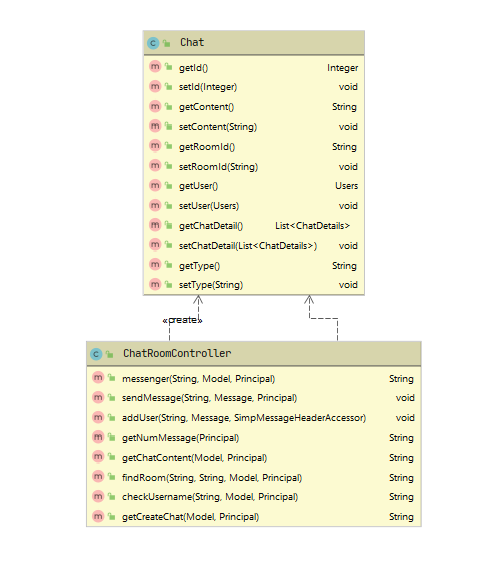 Chat
getId() Integer
setId(Integer) void
getContent() String
setContent(String) void
getRoomId() String
setRoomId(String) void
getUser() Users
setUser(Users) void
getChatDetail() List<ChatDetails>
setChatDetail(List<ChatDetails>) void
getType() String
setType(String) void
«create»
ChatRoomController
messenger(String, Model, Principal) String
sendMessage(String, Message, Principal) void
addUser(String, Message, SimpMessageHeaderAccessor) void
getNumMessage(Principal) String
getChatContent(Model, Principal) String
findRoom(String, String, Model, Principal) String
checkUsername(String, Model, Principal) String
getCreateChat(Model, Principal) String